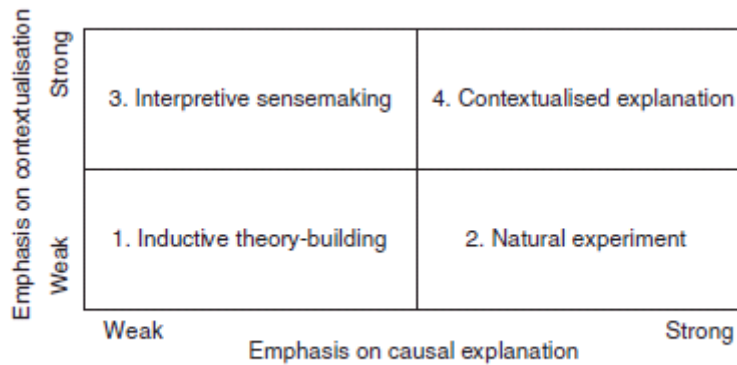 Emphasis on contextualisation
Strong
Weak
3. Interpretive sensemaking
4. Contextualised explanation
1. Inductive theory-building
2. Natural experiment
Weak
Strong
Emphasis on causal explanation